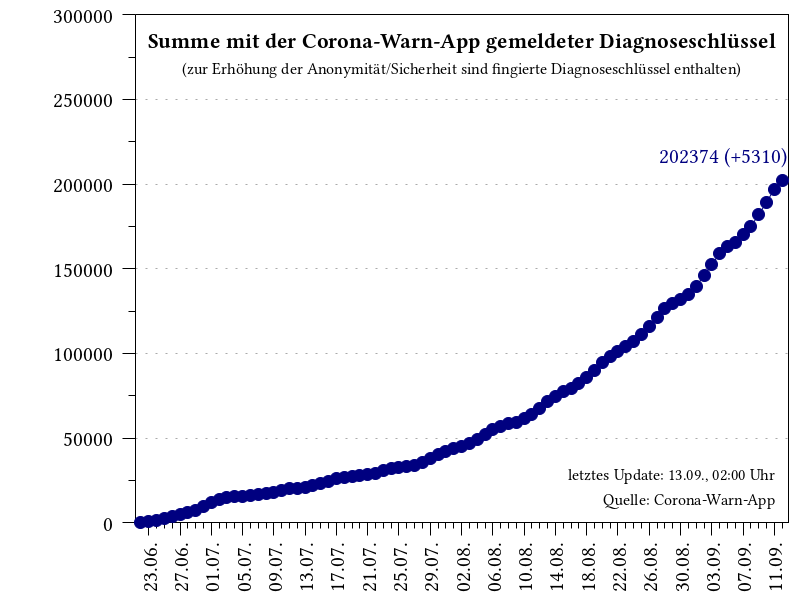 Summe mit der Corona-Warn-App gemeldeter Diagnoseschlüssel
(zur Erhöhung der Anonymität/Sicherheit sind fingierte Diagnoseschlüssel enthalten)
300000
250000
202374 (+5310)
200000
150000
100000
50000
letztes Update: 13.09., 02:00 Uhr
Quelle: Corona-Warn-App
0
23.06. 27.06. 01.07. 05.07. 09.07. 13.07. 17.07. 21.07. 25.07. 29.07. 02.08. 06.08. 10.08. 14.08. 18.08. 22.08. 26.08. 30.08. 03.09. 07.09. 11.09.